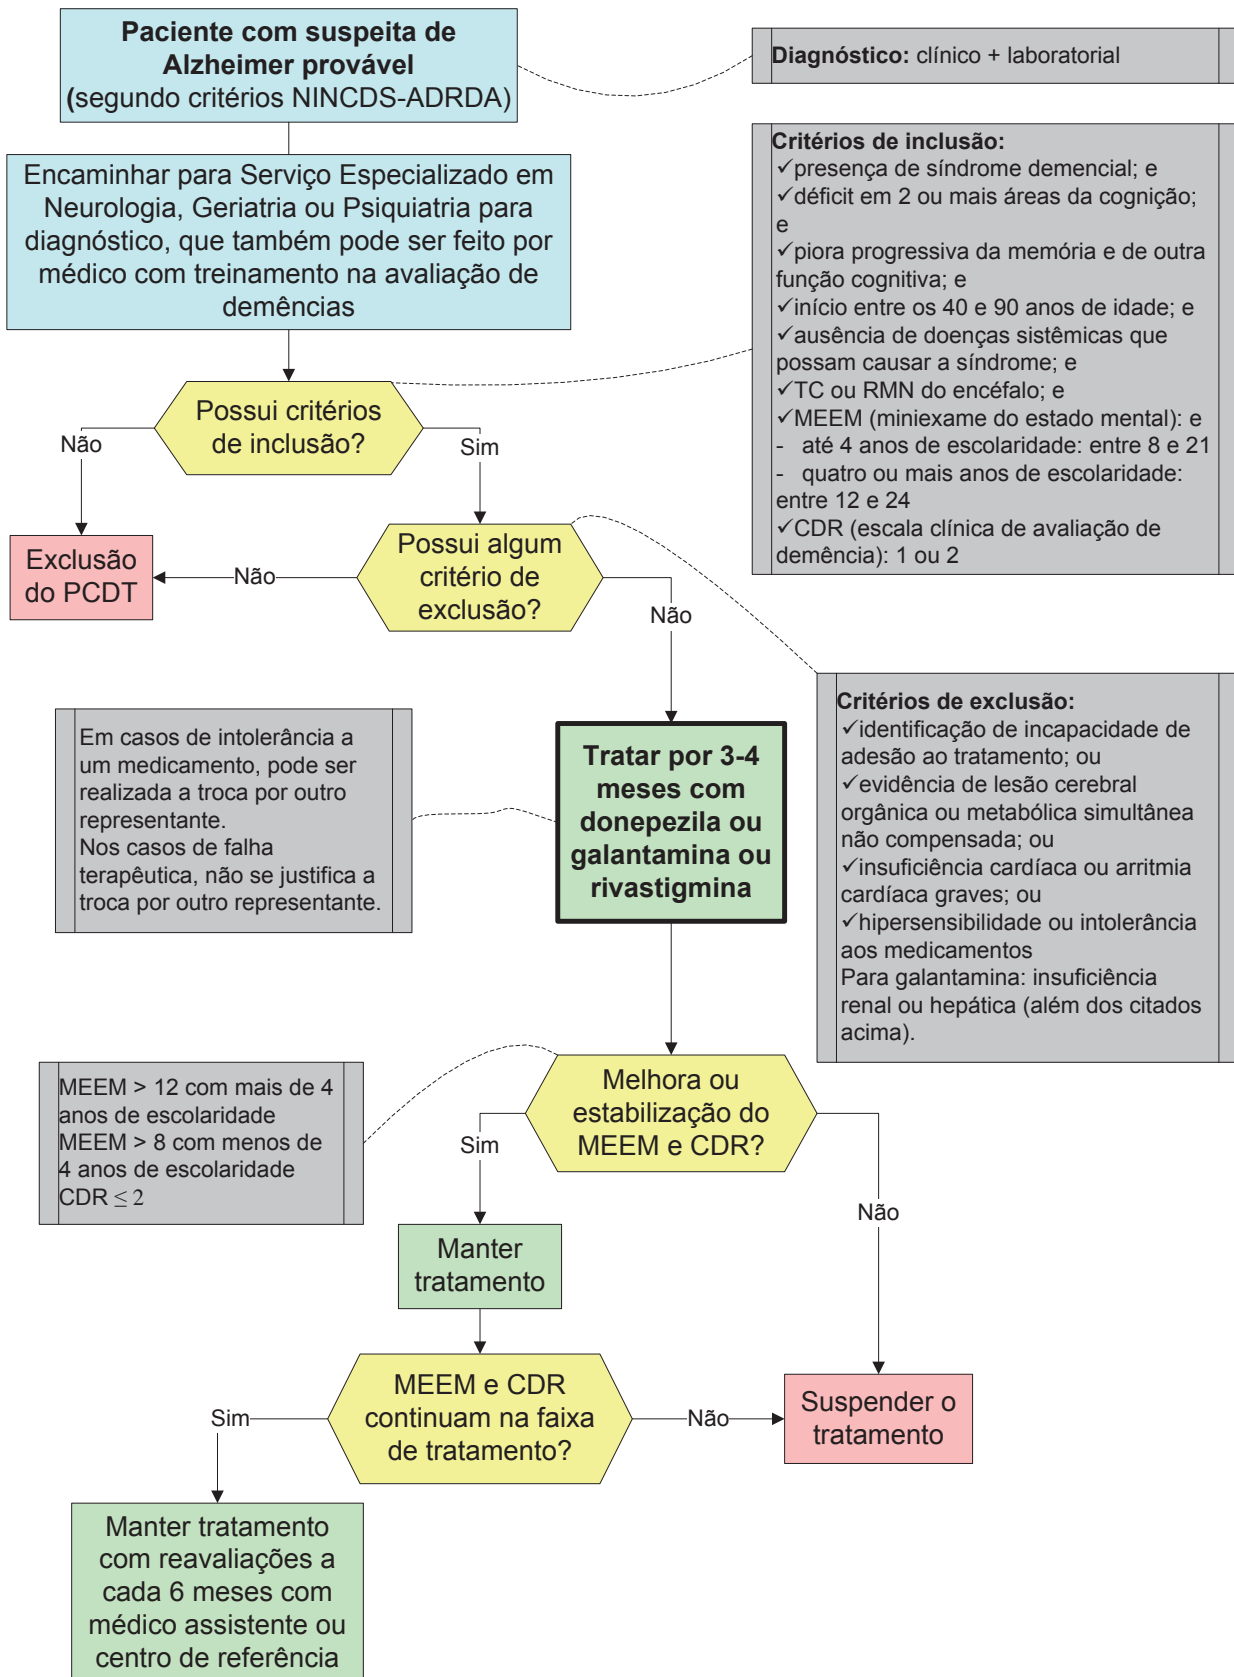 Paciente com suspeita de
Alzheimer provável
(segundo critérios NINCDS-ADRDA)
Diagnóstico: clínico + laboratorial
Encaminhar para Serviço Especializado em
Neurologia, Geriatria ou Psiquiatria para
diagnóstico, que também pode ser feito por
médico com treinamento na avaliação de
demências
Critérios de inclusão:
✓presença de síndrome demencial; e
✓déficit em 2 ou mais áreas da cognição;
e
✓piora progressiva da memória e de outra
função cognitiva; e
✓início entre os 40 e 90 anos de idade; e
✓ausência de doenças sistêmicas que
possam causar a síndrome; e
✓TC ou RMN do encéfalo; e
✓MEEM (miniexame do estado mental): e
- até 4 anos de escolaridade: entre 8 e 21
- quatro ou mais anos de escolaridade:
entre 12 e 24
✓CDR (escala clínica de avaliação de
demência): 1 ou 2
Possui critérios
de inclusão?
Não
Sim
Exclusão
do PCDT
Não
Possui algum
critério de
exclusão?
Não
Critérios de exclusão:
✓identificação de incapacidade de
adesão ao tratamento; ou
✓evidência de lesão cerebral
orgânica ou metabólica simultânea
não compensada; ou
✓insuficiência cardíaca ou arritmia
cardíaca graves; ou
✓hipersensibilidade ou intolerância
aos medicamentos
Para galantamina: insuficiência
renal ou hepática (além dos citados
acima).
Em casos de intolerância a
um medicamento, pode ser
realizada a troca por outro
representante.
Nos casos de falha
terapêutica, não se justifica a
troca por outro representante.
Tratar por 3-4
meses com
donepezila ou
galantamina ou
rivastigmina
MEEM > 12 com mais de 4
anos de escolaridade
MEEM > 8 com menos de
4 anos de escolaridade
CDR ≤ 2
Melhora ou
estabilização do
MEEM e CDR?
Sim
Não
Manter
tratamento
MEEM e CDR
continuam na faixa
de tratamento?
Sim
Não
Suspender o
tratamento
Manter tratamento
com reavaliações a
cada 6 meses com
médico assistente ou
centro de referência